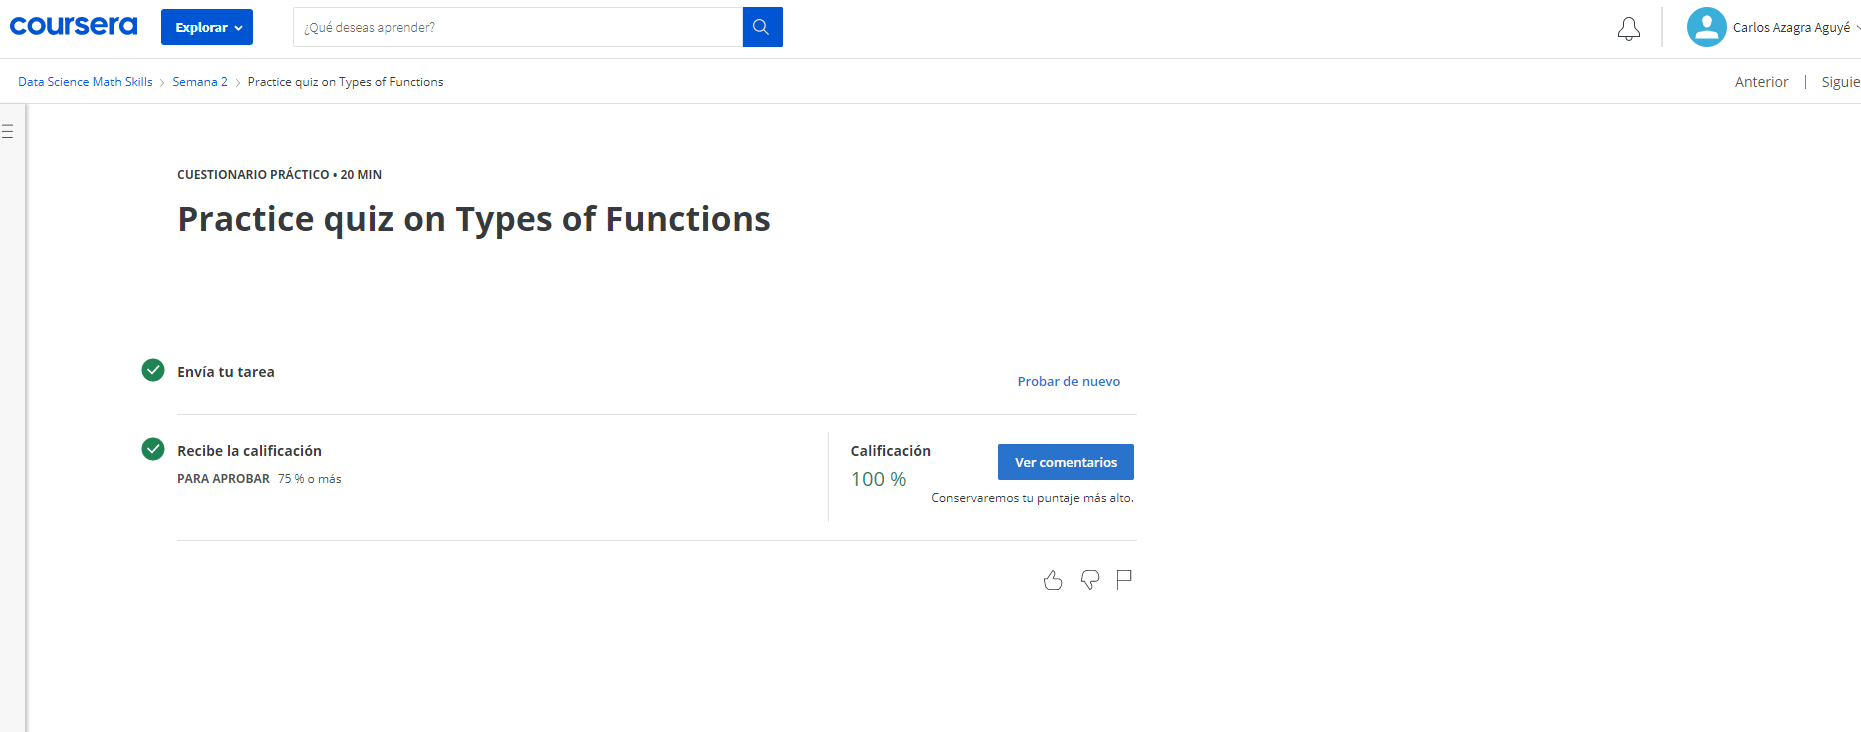 coursera
Explorar
¿Qué deseas aprender?
Carlos Azagra Aguyé
Data Science Math Skills > Semana 2 > Practice quiz on Types of Functions
Anterior | Siguie
CUESTIONARIO PRÁCTICO • 20 MIN
Practice quiz on Types of Functions
Envía tu tarea
Probar de nuevo
Recibe la calificación
PARA APROBAR 75 % o más
Calificación
100 %
Ver comentarios
Conservaremos tu puntaje más alto.